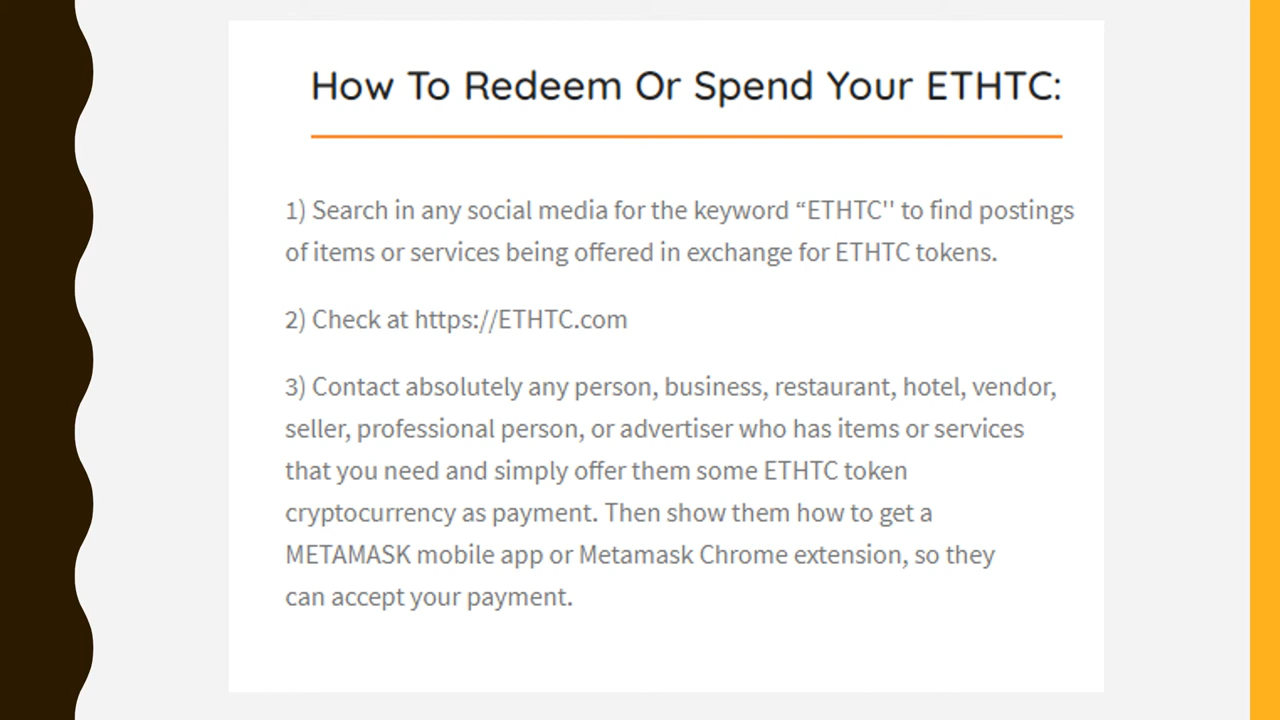 How To Redeem Or Spend Your ETHTC:
1) Search in any social media for the keyword “ETHTC'' to find postings
of items or services being offered in exchange for ETHTC tokens.
2) Check at https://ETHTC.com
3) Contact absolutely any person, business, restaurant, hotel, vendor,
seller, professional person, or advertiser who has items or services
that you need and simply offer them some ETHTC token
cryptocurrency as payment. Then show them how to get a
METAMASK mobile app or Metamask Chrome extension, so they
can accept your payment.